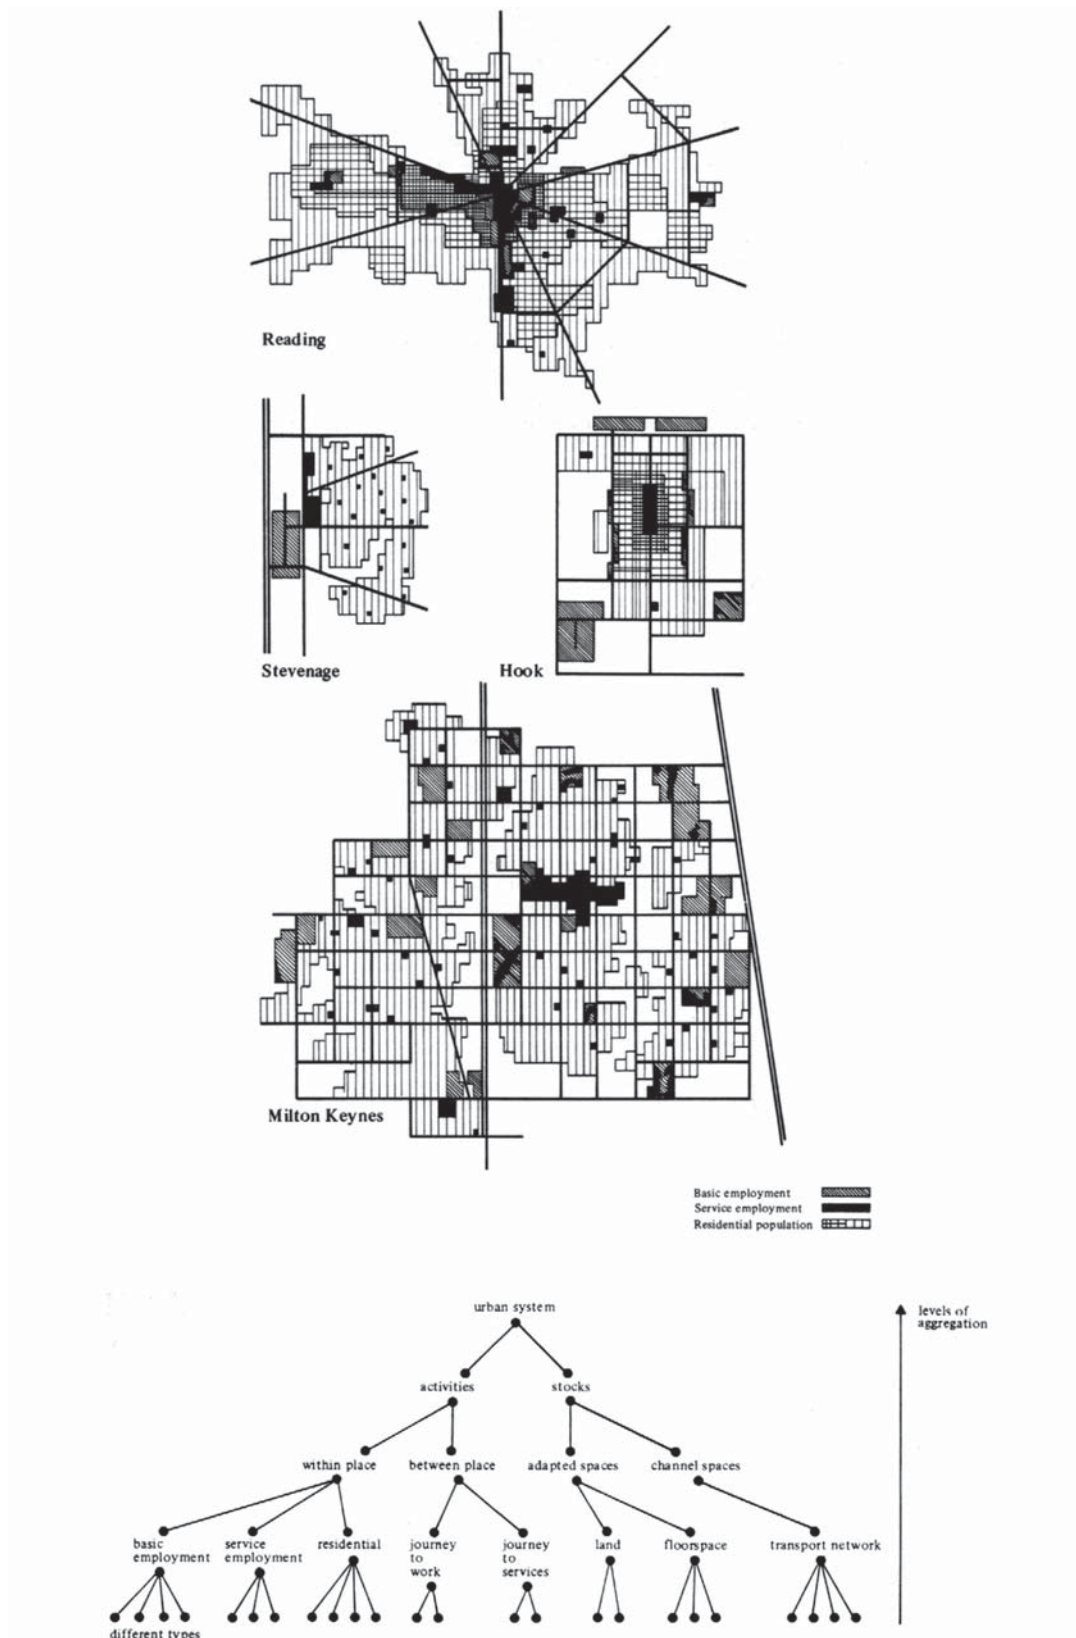 Reading
Stevenage
Hook
Milton Keynes
Basic employment
Service employment
Residential population
urban system
levels of
aggregation
activities
stocks
within place
between place
adapted spaces
channel spaces
basic
employment
service
employment
residential
journey
to
work
journey
to
services
land
floorspace
transport network
different types